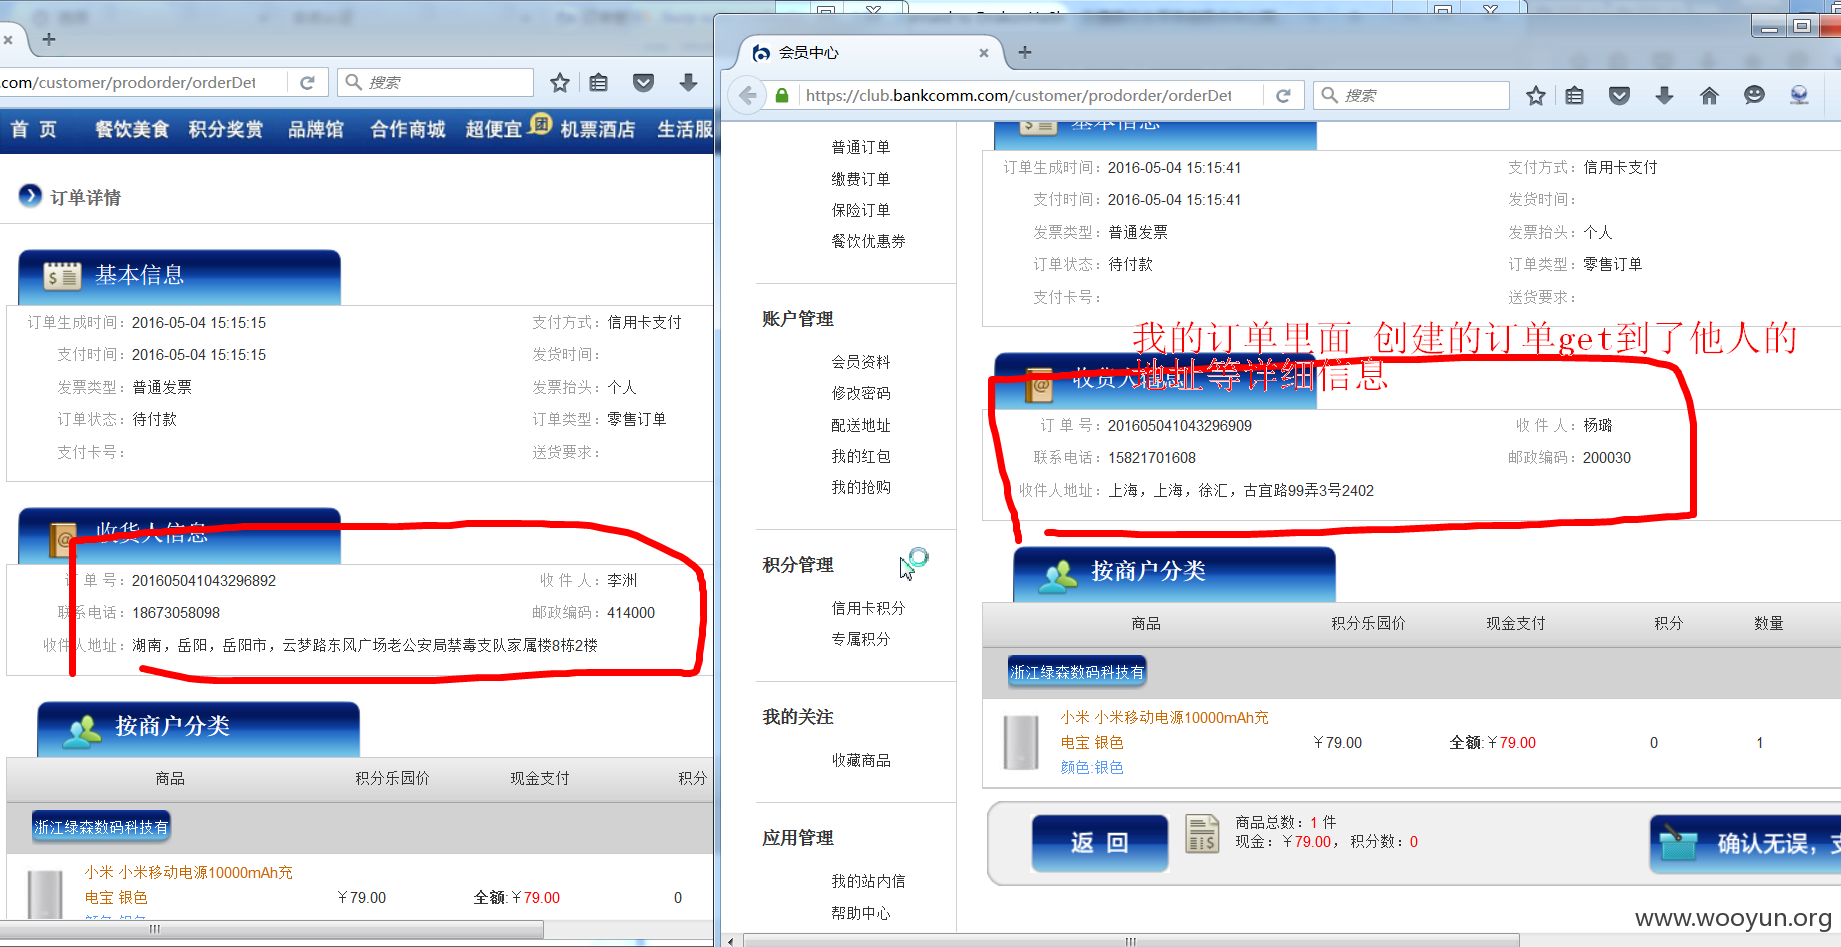 .com/customer/prodorder/orderDet
搜索
首 页
餐饮美食
积分奖赏
品牌馆
合作商城
超便宜
团
机票酒店
生活服
订单详情
基本信息
订单生成时间：2016-05-04 15:15:15
支付方式：信用卡支付
支付时间：2016-05-04 15:15:15
发货时间：
发票类型：普通发票
发票抬头：个人
订单状态：待付款
订单类型：零售订单
支付卡号：
送货要求：
收货人信息
订 单 号：201605041043296892
收 件 人：李洲
联系电话：18673058098
邮政编码：414000
收件人地址：湖南，岳阳，岳阳市，云梦路东风广场老公安局禁毒支队家属楼8栋2楼
按商户分类
商品
积分乐园价
现金支付
积分
浙江绿森数码科技有
小米 小米移动电源10000mAh充
电宝 银色
￥79.00
全额:￥79.00
0
颜色:银色
会员中心
https://club.bankcomm.com/customer/prodorder/orderDet
搜索
普通订单
缴费订单
保险订单
餐饮优惠券
账户管理
会员资料
修改密码
配送地址
我的红包
我的抢购
积分管理
信用卡积分
专属积分
我的关注
收藏商品
应用管理
我的站内信
帮助中心
基本信息
订单生成时间：2016-05-04 15:15:41
支付方式：信用卡支付
支付时间：2016-05-04 15:15:41
发货时间：
发票类型：普通发票
发票抬头：个人
订单状态：待付款
订单类型：零售订单
支付卡号：
送货要求：
我的订单里面 创建的订单get到了他人的
地址等详细信息
收货人信息
订 单 号：201605041043296909
收 件 人：杨璐
联系电话：15821701608
邮政编码：200030
收件人地址：上海，上海，徐汇，古宜路99弄3号2402
按商户分类
商品
积分乐园价
现金支付
积分
数量
浙江绿森数码科技有
小米 小米移动电源10000mAh充
电宝 银色
颜色:银色
￥79.00
全额:￥79.00
0
1
返 回
商品总数：1 件
现金：￥79.00，积分数：0
确认无误，支
www.wooyun.org